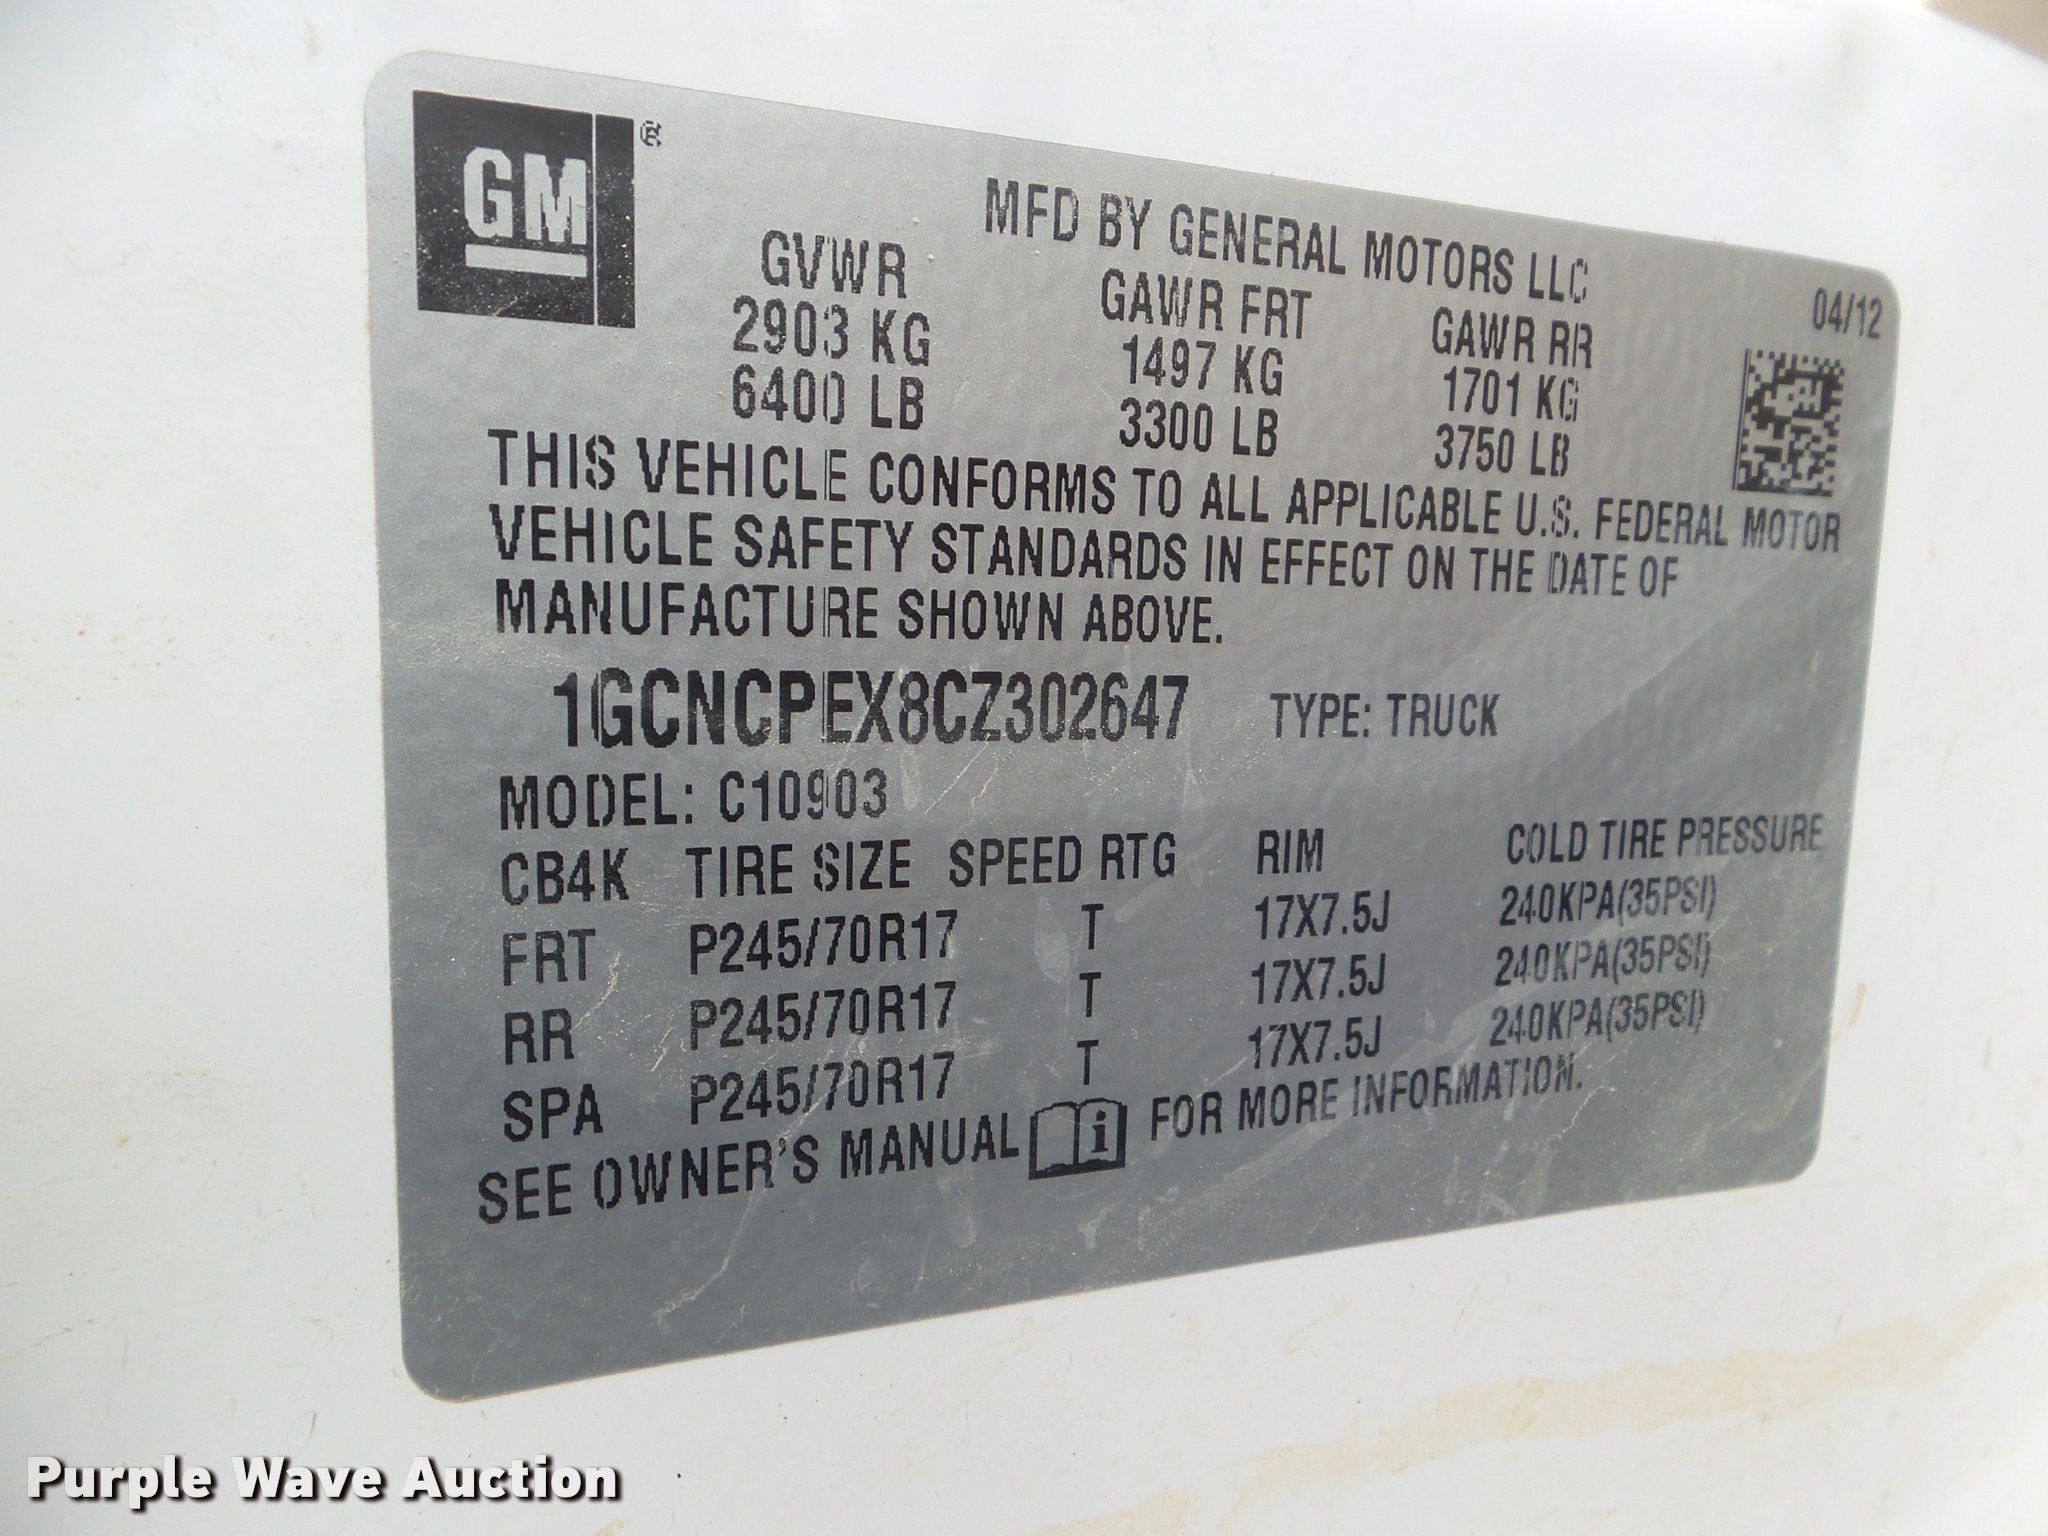 GM ®
MFD BY GENERAL MOTORS LLC
04/12
GVWR GAWR FRT GAWR RR
2903 KG 1497 KG 1701 KG
6400 LB 3300 LB 3750 LB
THIS VEHICLE CONFORMS TO ALL APPLICABLE U.S. FEDERAL MOTOR
VEHICLE SAFETY STANDARDS IN EFFECT ON THE DATE OF
MANUFACTURE SHOWN ABOVE.
1GCNCPEX8CZ302647 TYPE: TRUCK
MODEL: C10903
CB4K TIRE SIZE SPEED RTG RIM COLD TIRE PRESSURE
FRT P245/70R17 T 17X7.5J 240KPA(35PSI)
RR P245/70R17 T 17X7.5J 240KPA(35PSI)
SPA P245/70R17 T 17X7.5J 240KPA(35PSI)
SEE OWNER'S MANUAL i FOR MORE INFORMATION.
Purple Wave Auction